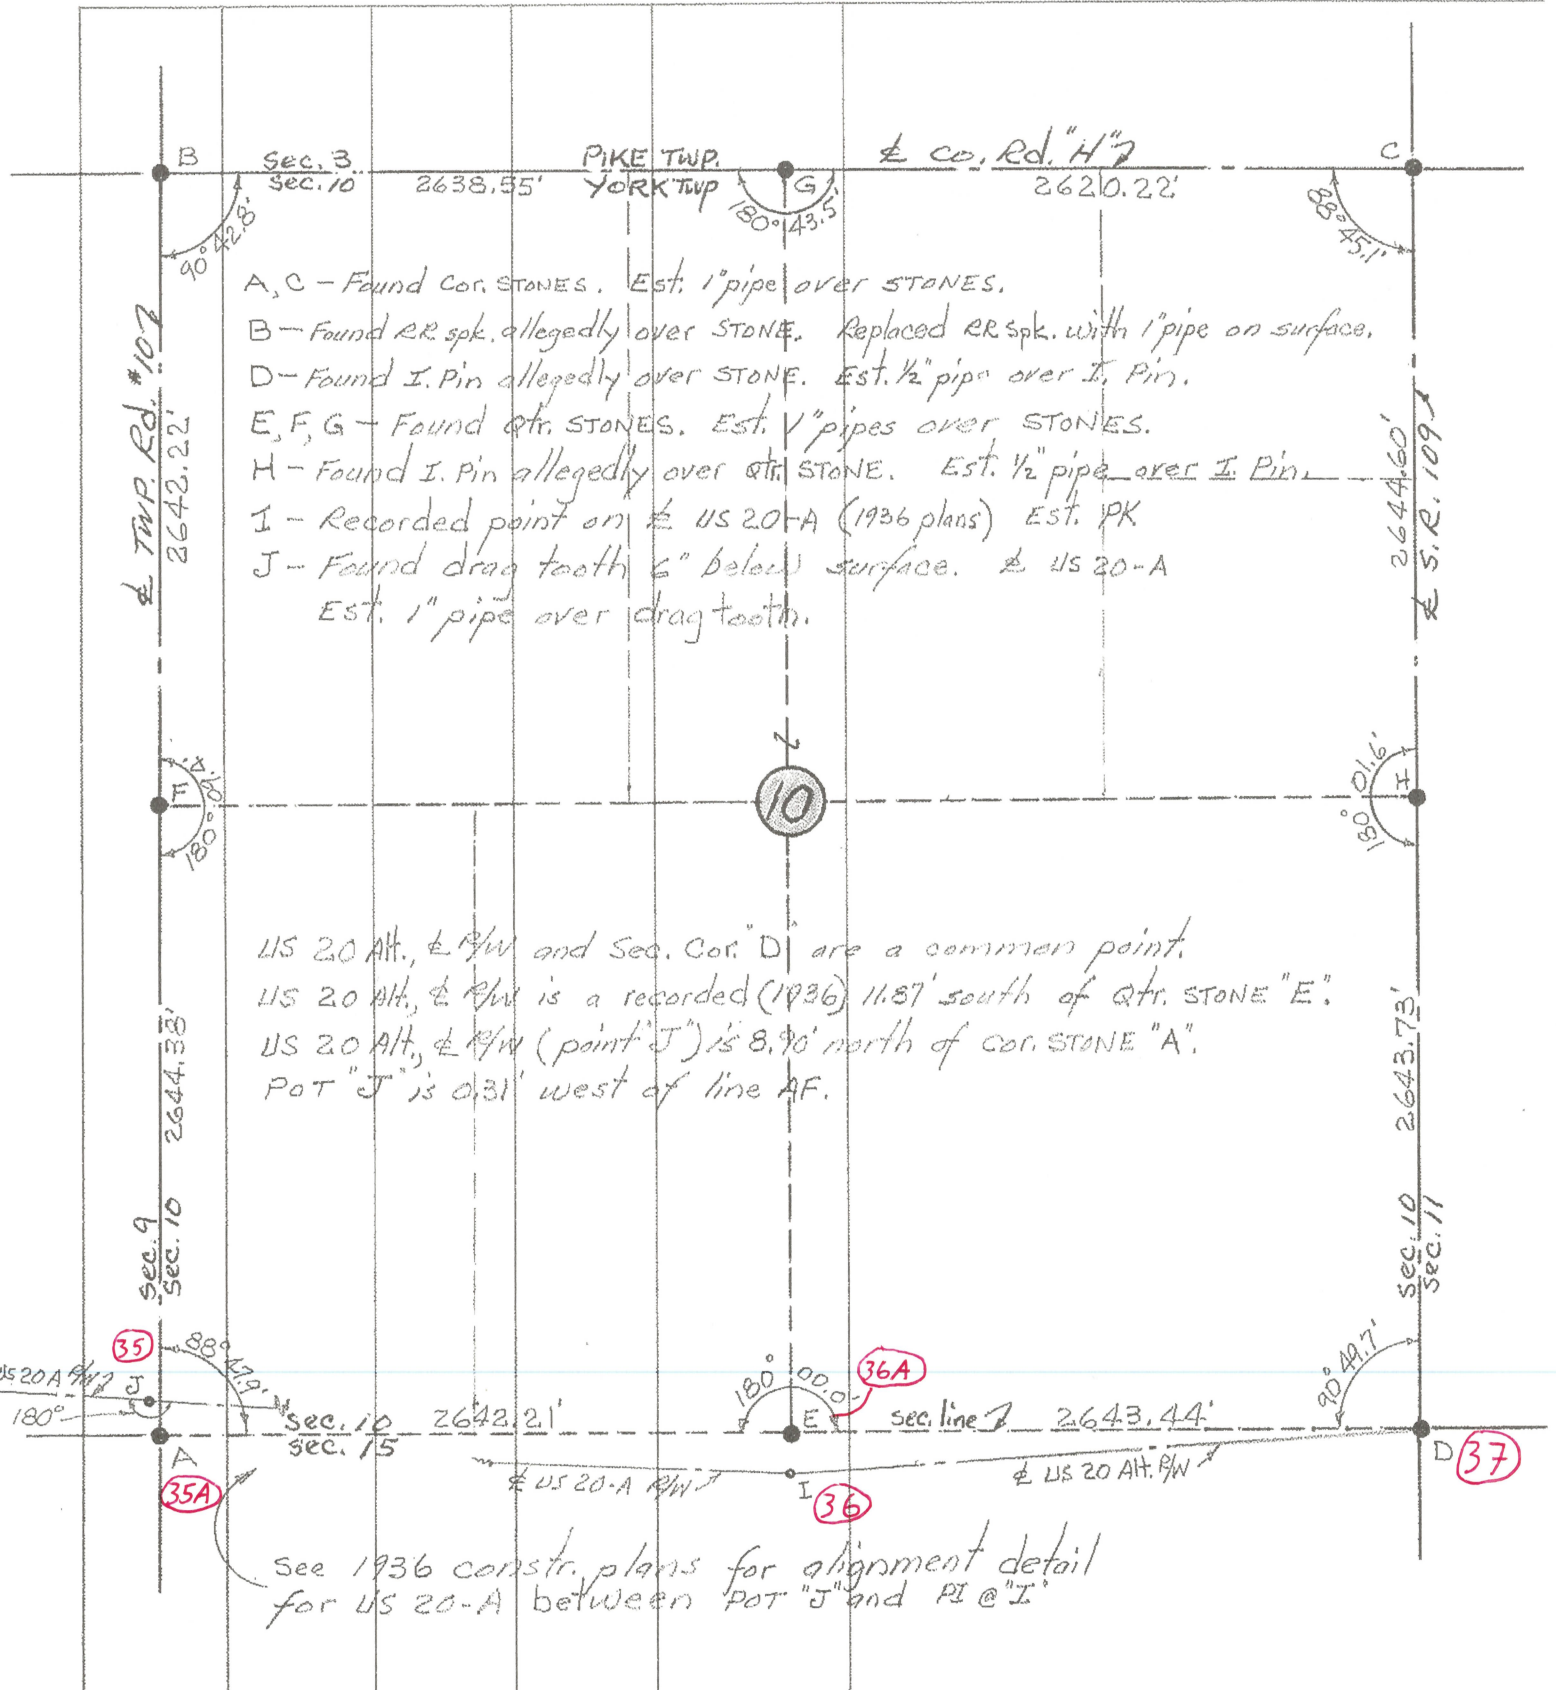 B
Sec. 3
Sec. 10
2638.55'
PIKE TWP.
YORK TWP
G
℄ Co. Rd. "H"
2620.22'
C
90° 42.8'
180° 43.5'
88° 45.1'
A, C – Found Cor. STONES. Est. 1" pipe over STONES.
B – Found RR spk. allegedly over STONE. Replaced RR spk. with 1" pipe on surface.
D – Found I. Pin allegedly over STONE. Est. 1/2" pipe over I. Pin.
E, F, G – Found Qtr. STONES. Est. 1" pipes over STONES.
H – Found I. Pin allegedly over Qtr. STONE. Est. 1/2" pipe over I. Pin.
I – Recorded point on ℄ US 20-A (1936 plans) Est. PK
J – Found drag tooth 6" below surface. ℄ US 20-A
Est. 1" pipe over drag tooth.
℄ TWP. Rd. #107
2642.22'
2644.60'
℄ S.R. 109
F
180°
10
180° 01.6'
H
US 20 Alt., ℄ R/W and Sec. Cor. "D" are a common point.
US 20 Alt., ℄ R/W is a recorded (1936) 11.87' south of Qtr. STONE "E".
US 20 Alt., ℄ R/W (point "J") is 8.90' north of cor. STONE "A".
POT "J" is 0.31' west of line AF.
2644.38'
2643.73'
Sec. 9
Sec. 10
Sec. 10
Sec. 11
35
88° 47.9'
US 20 A R/W
J
180°
A
35A
Sec. 10
Sec. 15
2642.21'
180° 00.0'
36A
E
sec. line
2643.44'
90° 49.7'
D
37
℄ US 20-A R/W
I
36
℄ US 20 Alt. R/W
See 1936 constr. plans for alignment detail
for US 20-A between POT "J" and PI @ "I"